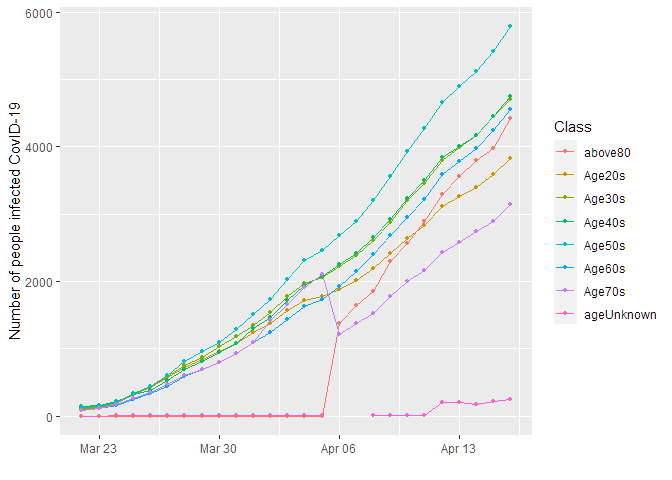 6000
4000
2000
0
Number of people infected CovID-19
Mar 23
Mar 30
Apr 06
Apr 13
Class
above80
Age20s
Age30s
Age40s
Age50s
Age60s
Age70s
ageUnknown